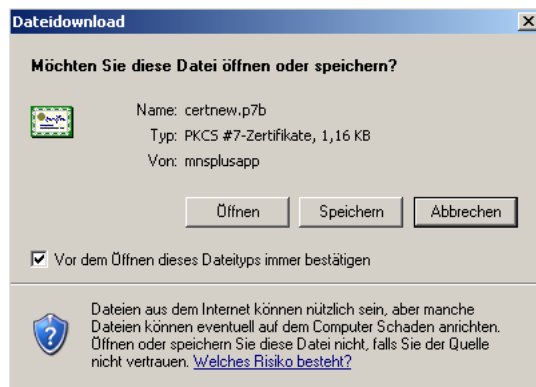 Dateidownload
Möchten Sie diese Datei öffnen oder speichern?
Name: certnew.p7b
Typ: PKCS #7-Zertifikate, 1,16 KB
Von: mnsplusapp
Öffnen Speichern Abbrechen
Vor dem Öffnen dieses Dateityps immer bestätigen
Dateien aus dem Internet können nützlich sein, aber manche
Dateien können eventuell auf dem Computer Schaden anrichten.
Öffnen oder speichern Sie diese Datei nicht, falls Sie der Quelle
nicht vertrauen. Welches Risiko besteht?